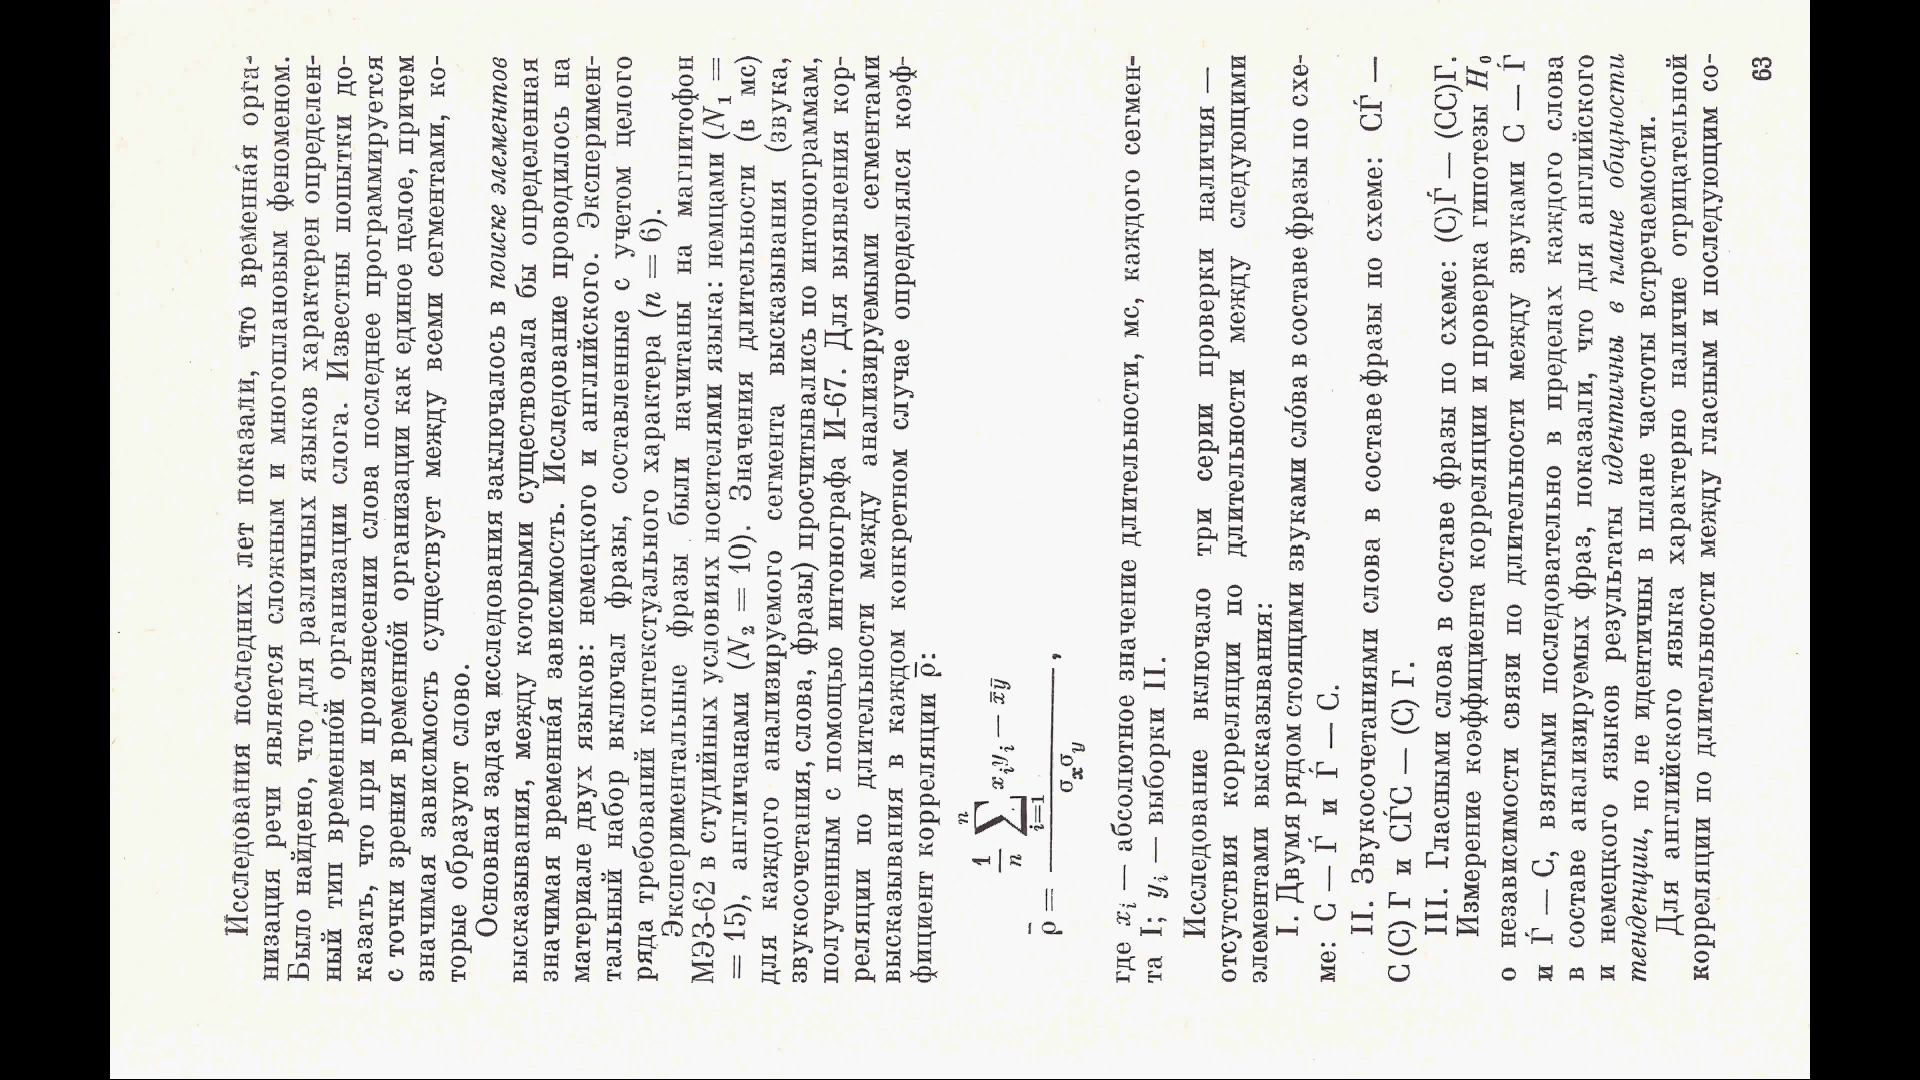 Исследования последних лет показали, что временна́я орга-
низация речи является сложным и многоплановым феноменом.
Было найдено, что для различных языков характерен определен-
ный тип временно́й организации слога. Известны попытки до-
казать, что при произнесении слова последнее программируется
с точки зрения временно́й организации как единое целое, причем
значимая зависимость существует между всеми сегментами, ко-
торые образуют слово.
Основная задача исследования заключалось в поиске элементов
высказывания, между которыми существовала бы определенная
значимая временна́я зависимость. Исследование проводилось на
материале двух языков: немецкого и английского. Эксперимен-
тальный набор включал фразы, составленные с учетом целого
ряда требований контекстуального характера (n = 6).
Экспериментальные фразы были начитаны на магнитофон
МЭЗ-62 в студийных условиях носителями языка: немцами (N₁ =
= 15), англичанами (N₂ = 10). Значения длительности (в мс)
для каждого анализируемого сегмента высказывания (звука,
звукосочетания, слова, фразы) просчитывались по интонограммам,
полученным с помощью интонографа И-67. Для выявления кор-
реляции по длительности между анализируемыми сегментами
высказывания в каждом конкретном случае определялся коэф-
фициент корреляции ρ̅:
ρ̅ = (1/n ∑ⁿᵢ₌₁ xᵢyᵢ — x̅y̅) / σₓσᵧ ,
где xᵢ — абсолютное значение длительности, мс, каждого сегмен-
та I; yᵢ — выборки II.
Исследование включало три серии проверки наличия —
отсутствия корреляции по длительности между следующими
элементами высказывания:
I. Двумя рядом стоящими звуками сло́ва в составе фразы по схе-
ме: С — Ѓ и Ѓ — С.
II. Звукосочетаниями слова в составе фразы по схеме: СЃ —
С (С) Г и СЃС — (С) Г.
III. Гласными слова в составе фразы по схеме: (С)Ѓ — (СС)Г.
Измерение коэффициента корреляции и проверка гипотезы H₀
о независимости связи по длительности между звуками С — Ѓ
и Ѓ — С, взятыми последовательно в пределах каждого слова
в составе анализируемых фраз, показали, что для английского
и немецкого языков результаты идентичны в плане общности
тенденции, но не идентичны в плане частоты встречаемости.
Для английского языка характерно наличие отрицательной
корреляции по длительности между гласным и последующим со-
63